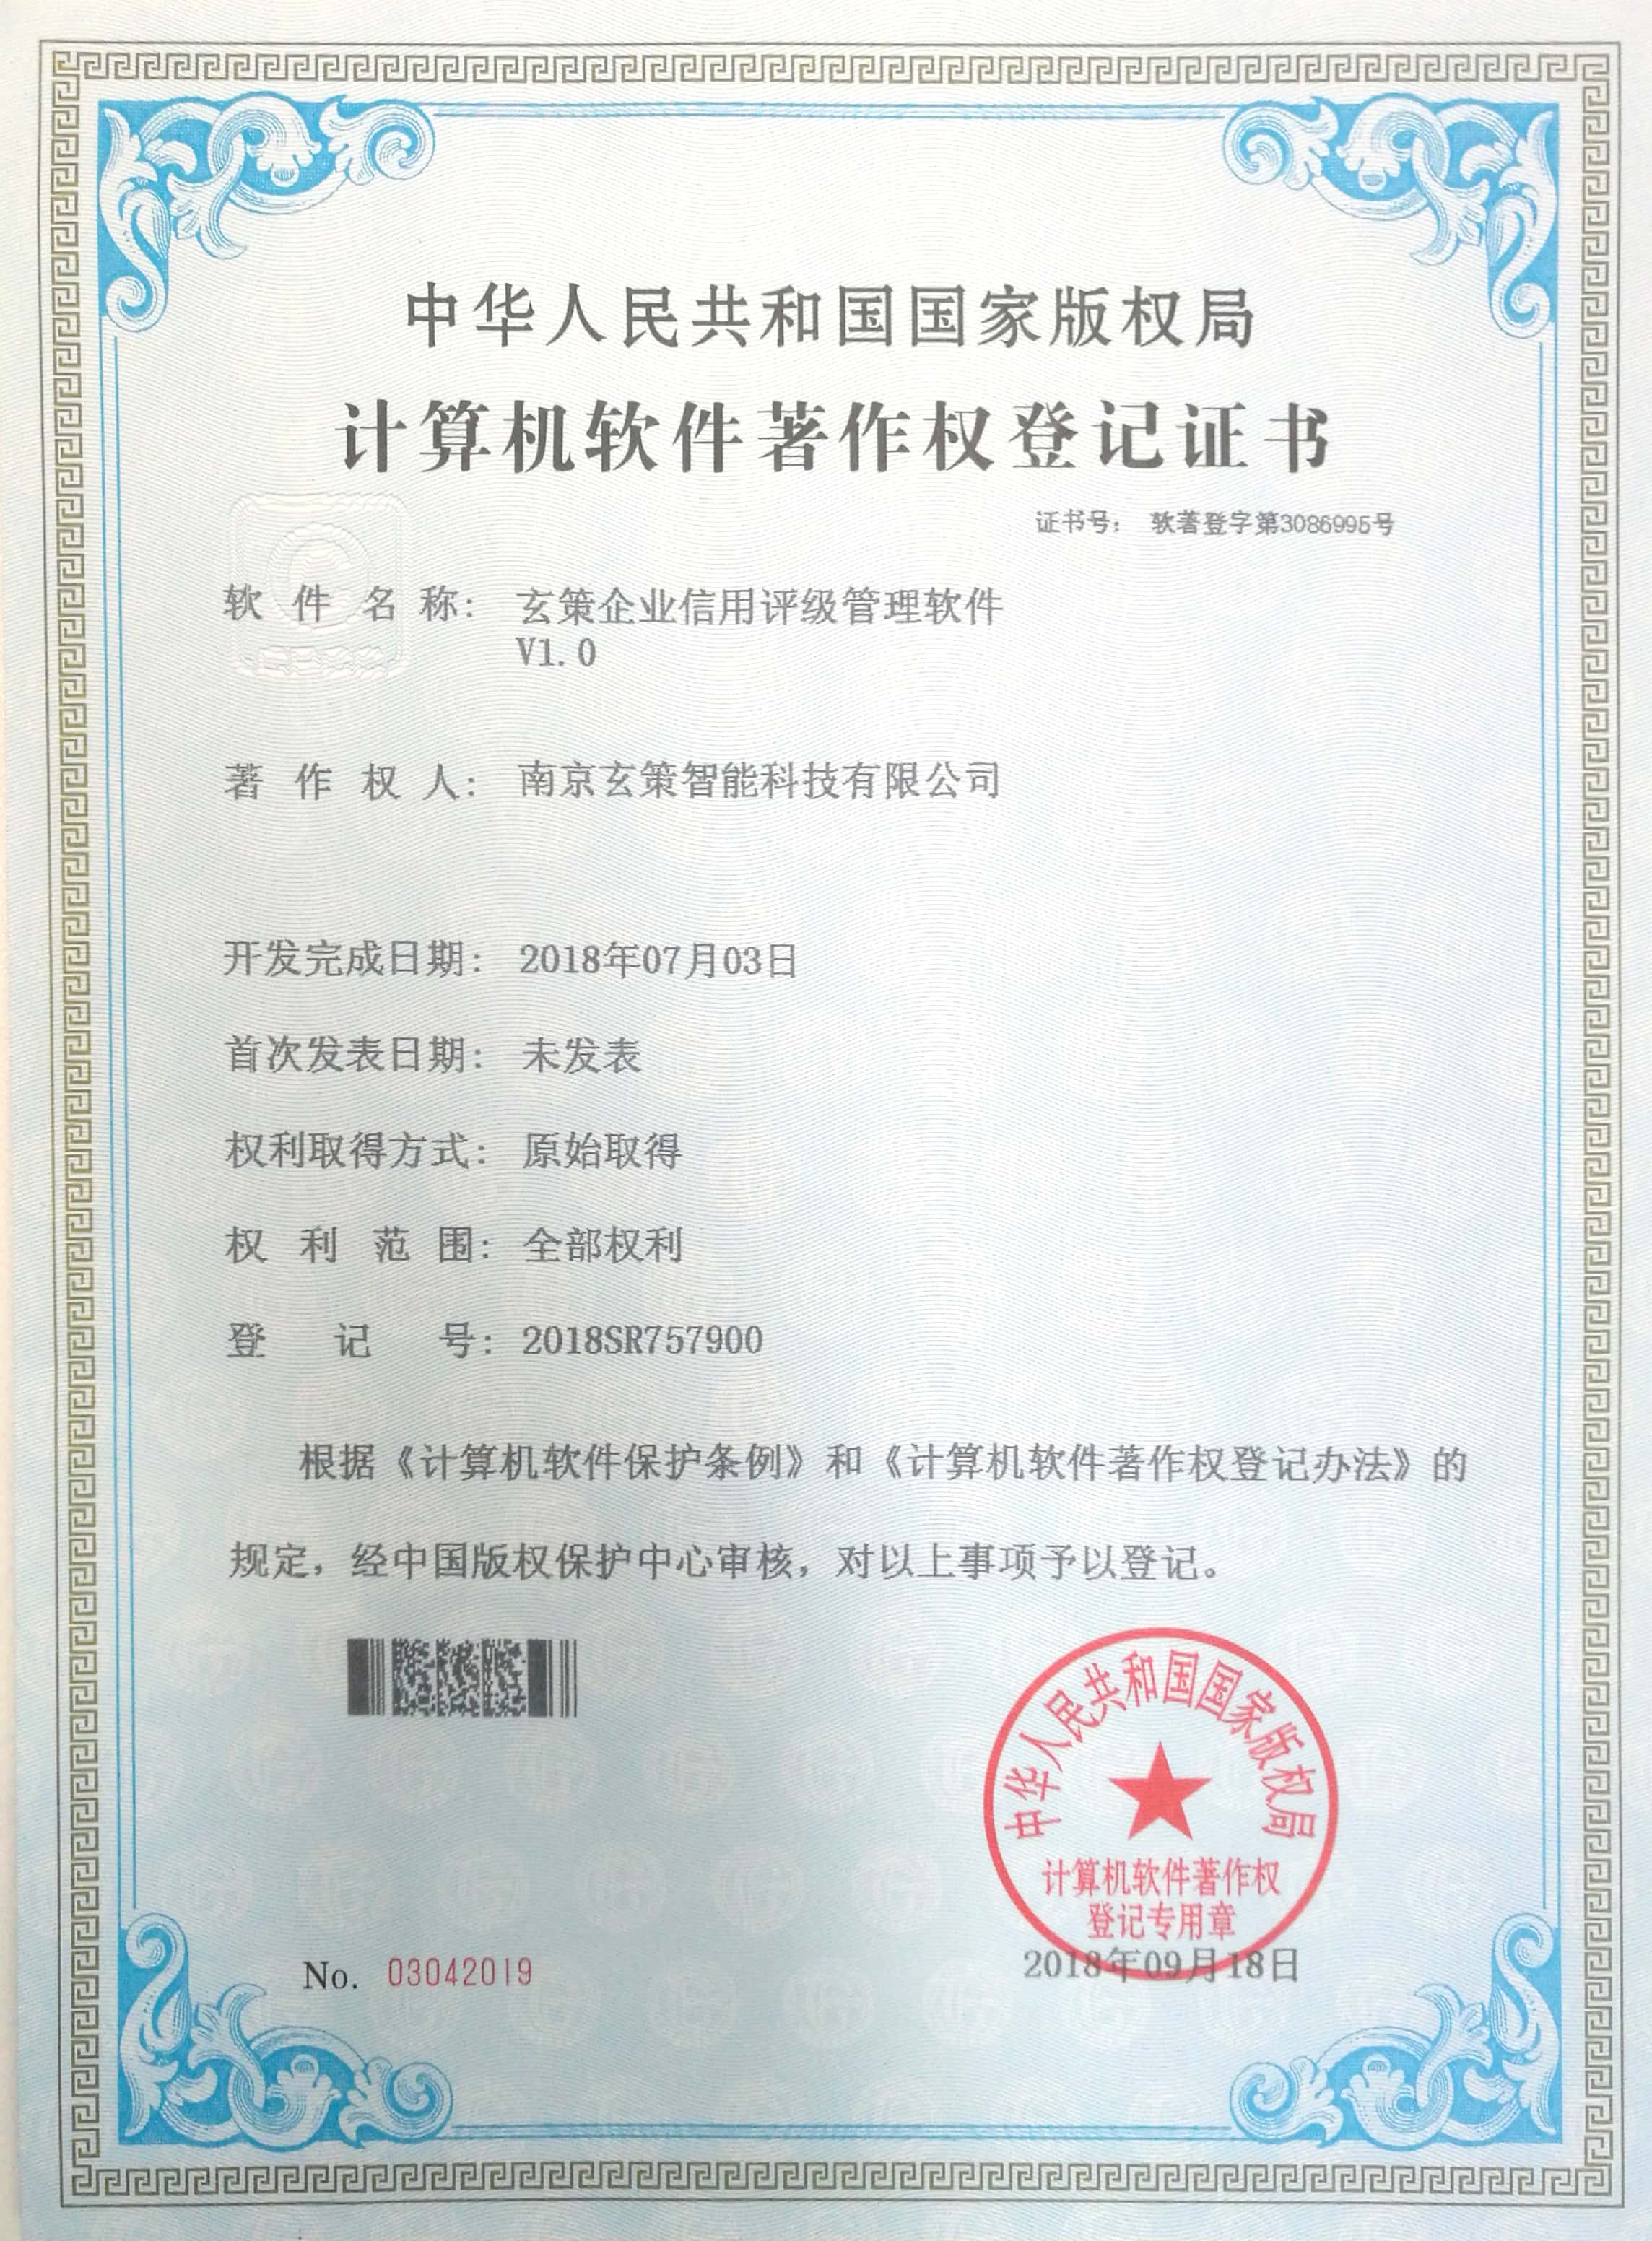 中华人民共和国国家版权局
计算机软件著作权登记证书
证书号： 软著登字第3086995号
软件名称： 玄策企业信用评级管理软件
V1.0
著作权人： 南京玄策智能科技有限公司
开发完成日期： 2018年07月03日
首次发表日期： 未发表
权利取得方式： 原始取得
权利范围： 全部权利
登记号： 2018SR757900
根据《计算机软件保护条例》和《计算机软件著作权登记办法》的
规定，经中国版权保护中心审核，对以上事项予以登记。
中华人民共和国国家版权局
计算机软件著作权
登记专用章
No. 03042019
2018年09月18日